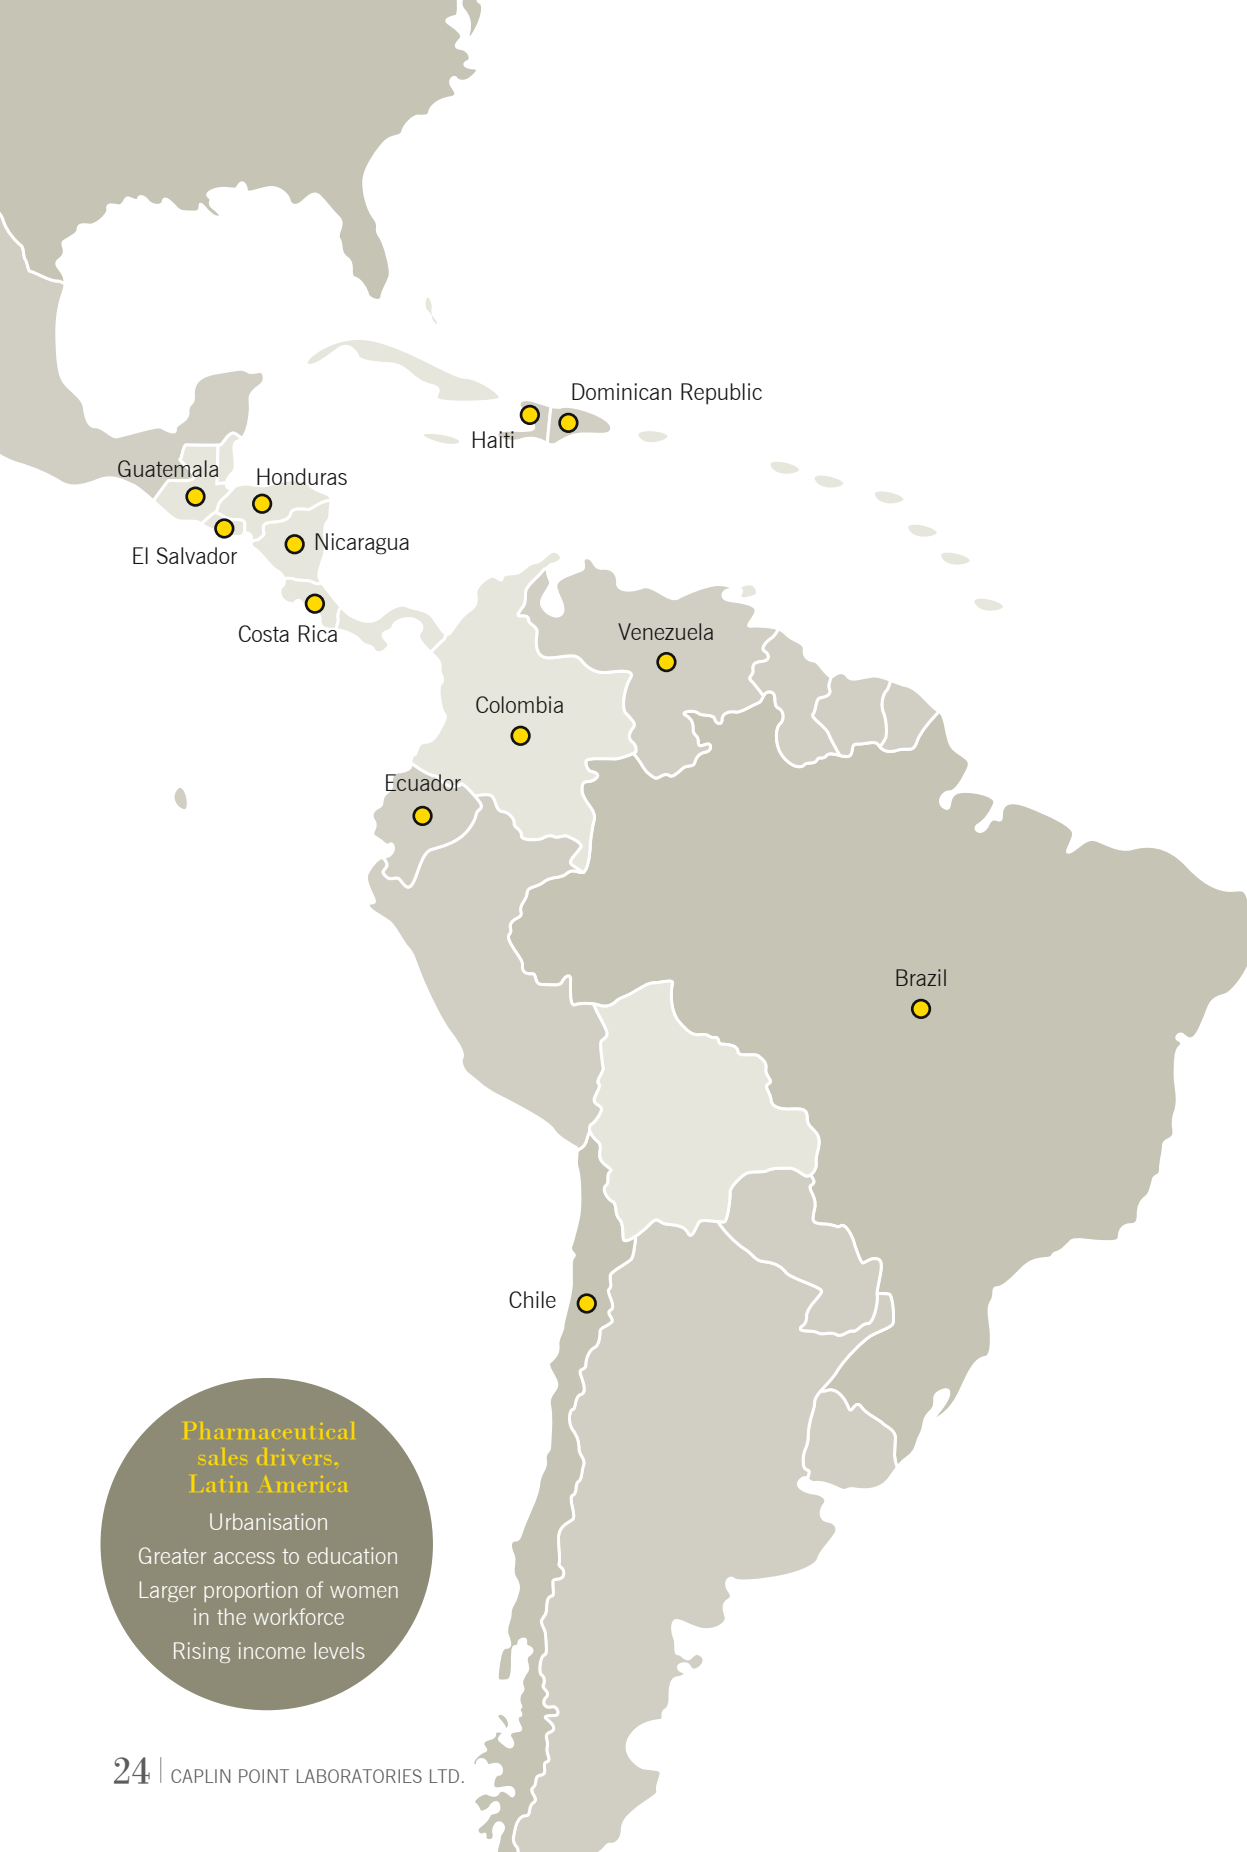 Dominican Republic
Haiti
Guatemala
Honduras
El Salvador
Nicaragua
Costa Rica
Venezuela
Colombia
Ecuador
Brazil
Chile
Pharmaceutical
sales drivers,
Latin America
Urbanisation
Greater access to education
Larger proportion of women
in the workforce
Rising income levels
24 | CAPLIN POINT LABORATORIES LTD.